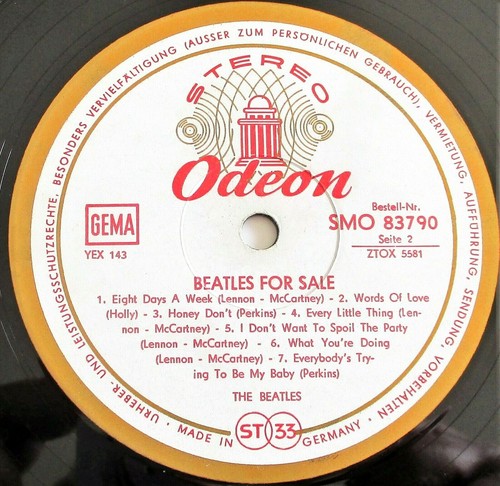 URHEBER- UND LEISTUNGSSCHUTZRECHTE, BESONDERS VERVIELFÄLTIGUNG (AUSSER ZUM PERSÖNLICHEN GEBRAUCH), VERMIETUNG, AUFFÜHRUNG, SENDUNG, VORBEHALTEN
STEREO
Odeon
GEMA
YEX 143
Bestell-Nr.
SMO 83790
Seite 2
ZTOX 5581
BEATLES FOR SALE
1. Eight Days A Week (Lennon - McCartney) - 2. Words Of Love
(Holly) - 3. Honey Don't (Perkins) - 4. Every Little Thing (Len-
non - McCartney) - 5. I Don't Want To Spoil The Party
(Lennon - McCartney) - 6. What You're Doing
(Lennon - McCartney) - 7. Everybody's Try-
ing To Be My Baby (Perkins)
THE BEATLES
• MADE IN GERMANY •
ST 33